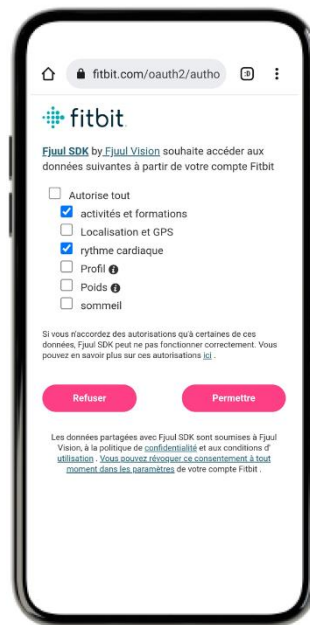 fitbit.com/oauth2/autho
:D
fitbit
Fjuul SDK by Fjuul Vision souhaite accéder aux
données suivantes à partir de votre compte Fitbit
Autorise tout
activités et formations
Localisation et GPS
rythme cardiaque
Profil
Poids
sommeil
Si vous n'accordez des autorisations qu'à certaines de ces
données, Fjuul SDK peut ne pas fonctionner correctement. Vous
pouvez en savoir plus sur ces autorisations ici .
Refuser
Permettre
Les données partagées avec Fjuul SDK sont soumises à Fjuul
Vision, à la politique de confidentialité et aux conditions d'
utilisation . Vous pouvez révoquer ce consentement à tout
moment dans les paramètres de votre compte Fitbit .